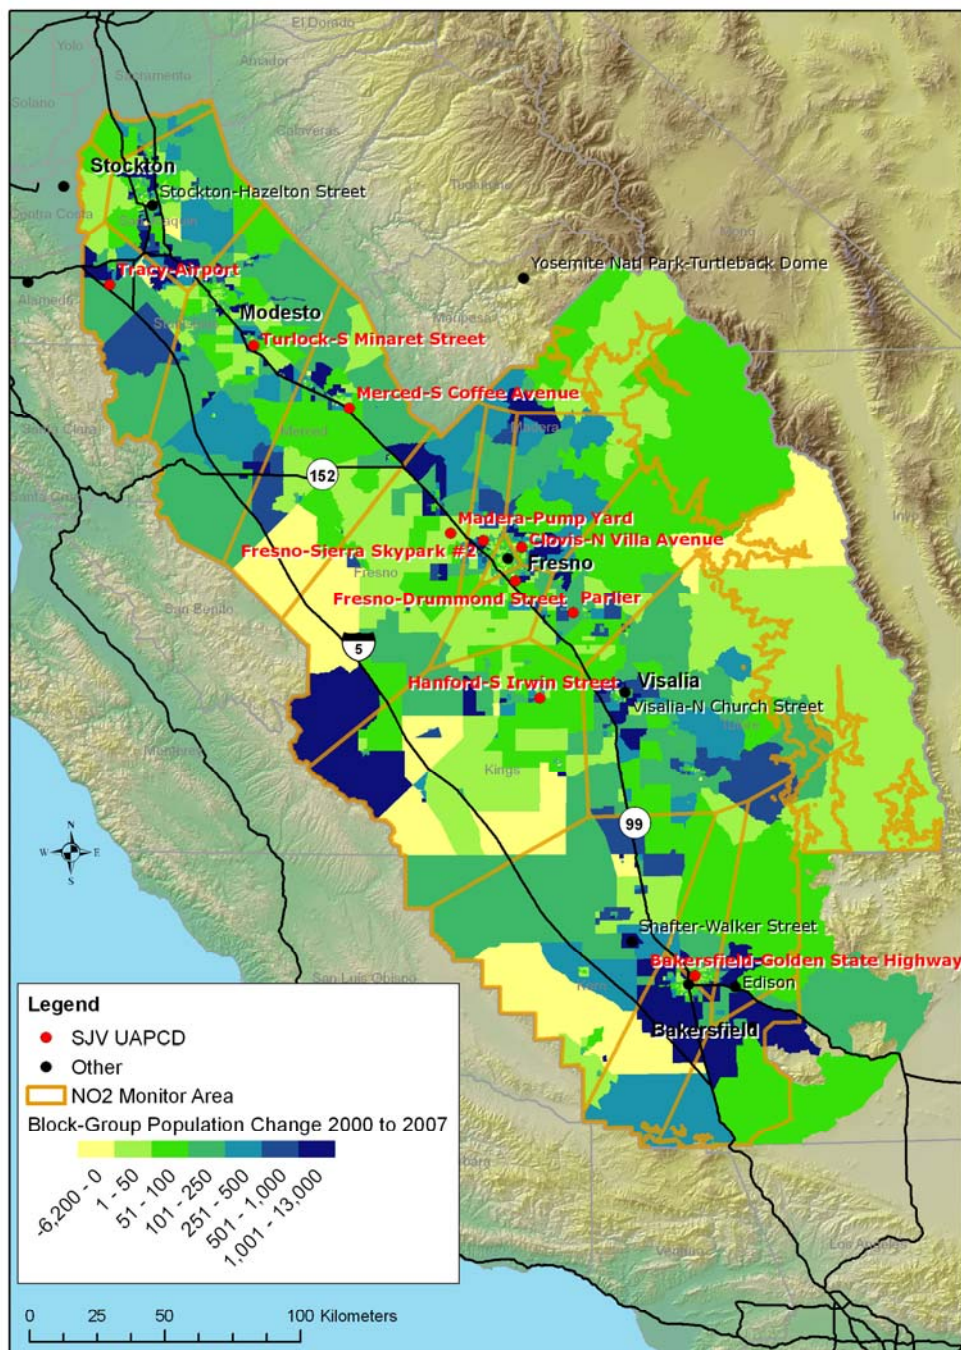 El Dorado
Yolo
Amador
Sacramento
Solano
Calaveras
Stockton
Stockton-Hazelton Street
Tuolumne
Contra Costa
Mono
Yosemite Natl Park-Turtleback Dome
Tracy-Airport
Alameda
Modesto
Mariposa
Turlock-S Minaret Street
Merced-S Coffee Avenue
Santa Clara
Merced
Madera
152
Santa Cruz
Inyo
Madera-Pump Yard
Clovis-N Villa Avenue
Fresno-Sierra Skypark #2
Fresno
Fresno
Fresno-Drummond Street
Parlier
San Benito
5
Hanford-S Irwin Street
Visalia
Visalia-N Church Street
Monterey
Kings
99
N
W
E
S
Shafter-Walker Street
Bakersfield-Golden State Highway
San Luis Obispo
Kern
Edison
Bakersfield
Legend
SJV UAPCD
Other
NO2 Monitor Area
Block-Group Population Change 2000 to 2007
-6,200 - 0
1 - 50
51 - 100
101 - 250
251 - 500
501 - 1,000
1,001 - 13,000
Ventura
Los Angeles
0
25
50
100 Kilometers